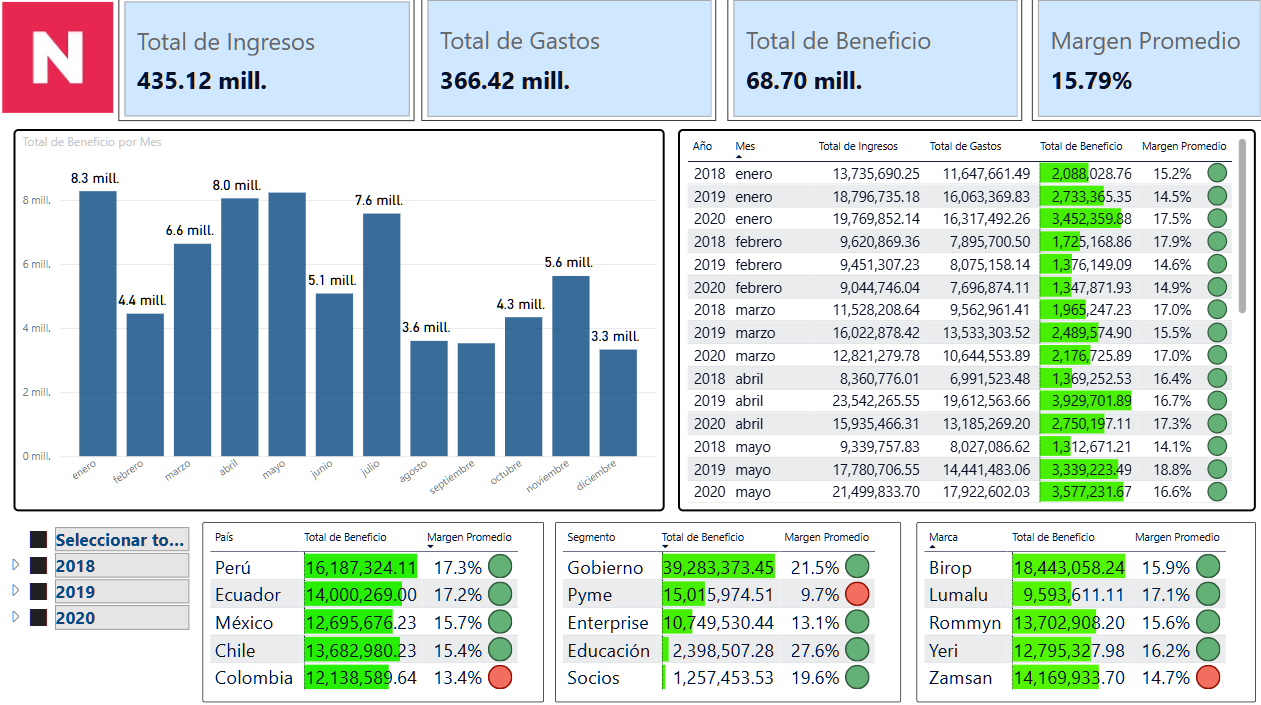 N
Total de Ingresos
435.12 mill.
Total de Gastos
366.42 mill.
Total de Beneficio
68.70 mill.
Margen Promedio
15.79%
Total de Beneficio por Mes
8 mill.
6 mill.
4 mill.
2 mill.
0 mill.
8.3 mill.
4.4 mill.
6.6 mill.
8.0 mill.
5.1 mill.
7.6 mill.
3.6 mill.
4.3 mill.
5.6 mill.
3.3 mill.
enero febrero marzo abril mayo junio julio agosto septiembre octubre noviembre diciembre
Año Mes Total de Ingresos Total de Gastos Total de Beneficio Margen Promedio
2018 enero 13,735,690.25 11,647,661.49 2,088,028.76 15.2%
2019 enero 18,796,735.18 16,063,369.83 2,733,365.35 14.5%
2020 enero 19,769,852.14 16,317,492.26 3,452,359.88 17.5%
2018 febrero 9,620,869.36 7,895,700.50 1,725,168.86 17.9%
2019 febrero 9,451,307.23 8,075,158.14 1,376,149.09 14.6%
2020 febrero 9,044,746.04 7,696,874.11 1,347,871.93 14.9%
2018 marzo 11,528,208.64 9,562,961.41 1,965,247.23 17.0%
2019 marzo 16,022,878.42 13,533,303.52 2,489,574.90 15.5%
2020 marzo 12,821,279.78 10,644,553.89 2,176,725.89 17.0%
2018 abril 8,360,776.01 6,991,523.48 1,369,252.53 16.4%
2019 abril 23,542,265.55 19,612,563.66 3,929,701.89 16.7%
2020 abril 15,935,466.31 13,185,269.20 2,750,197.11 17.3%
2018 mayo 9,339,757.83 8,027,086.62 1,312,671.21 14.1%
2019 mayo 17,780,706.55 14,441,483.06 3,339,223.49 18.8%
2020 mayo 21,499,833.70 17,922,602.03 3,577,231.67 16.6%
Seleccionar to...
2018
2019
2020
País Total de Beneficio Margen Promedio
Perú 16,187,324.11 17.3%
Ecuador 14,000,269.00 17.2%
México 12,695,676.23 15.7%
Chile 13,682,980.23 15.4%
Colombia 12,138,589.64 13.4%
Segmento Total de Beneficio Margen Promedio
Gobierno 39,283,373.45 21.5%
Pyme 15,015,974.51 9.7%
Enterprise 10,749,530.44 13.1%
Educación 2,398,507.28 27.6%
Socios 1,257,453.53 19.6%
Marca Total de Beneficio Margen Promedio
Birop 18,443,058.24 15.9%
Lumalu 9,593,611.11 17.1%
Rommyn 13,702,908.20 15.6%
Yeri 12,795,327.98 16.2%
Zamsan 14,169,933.70 14.7%